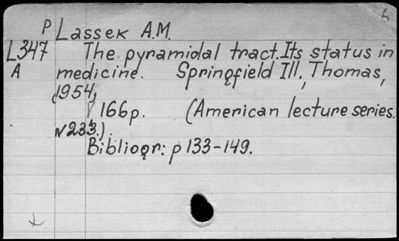 P Lassek A.M.
L347 The pyramidal tract. Its status in
A medicine. Springfield Ill., Thomas,
1954,
166p. (American lecture series.
N233.)
Bibliogr: p133-149.